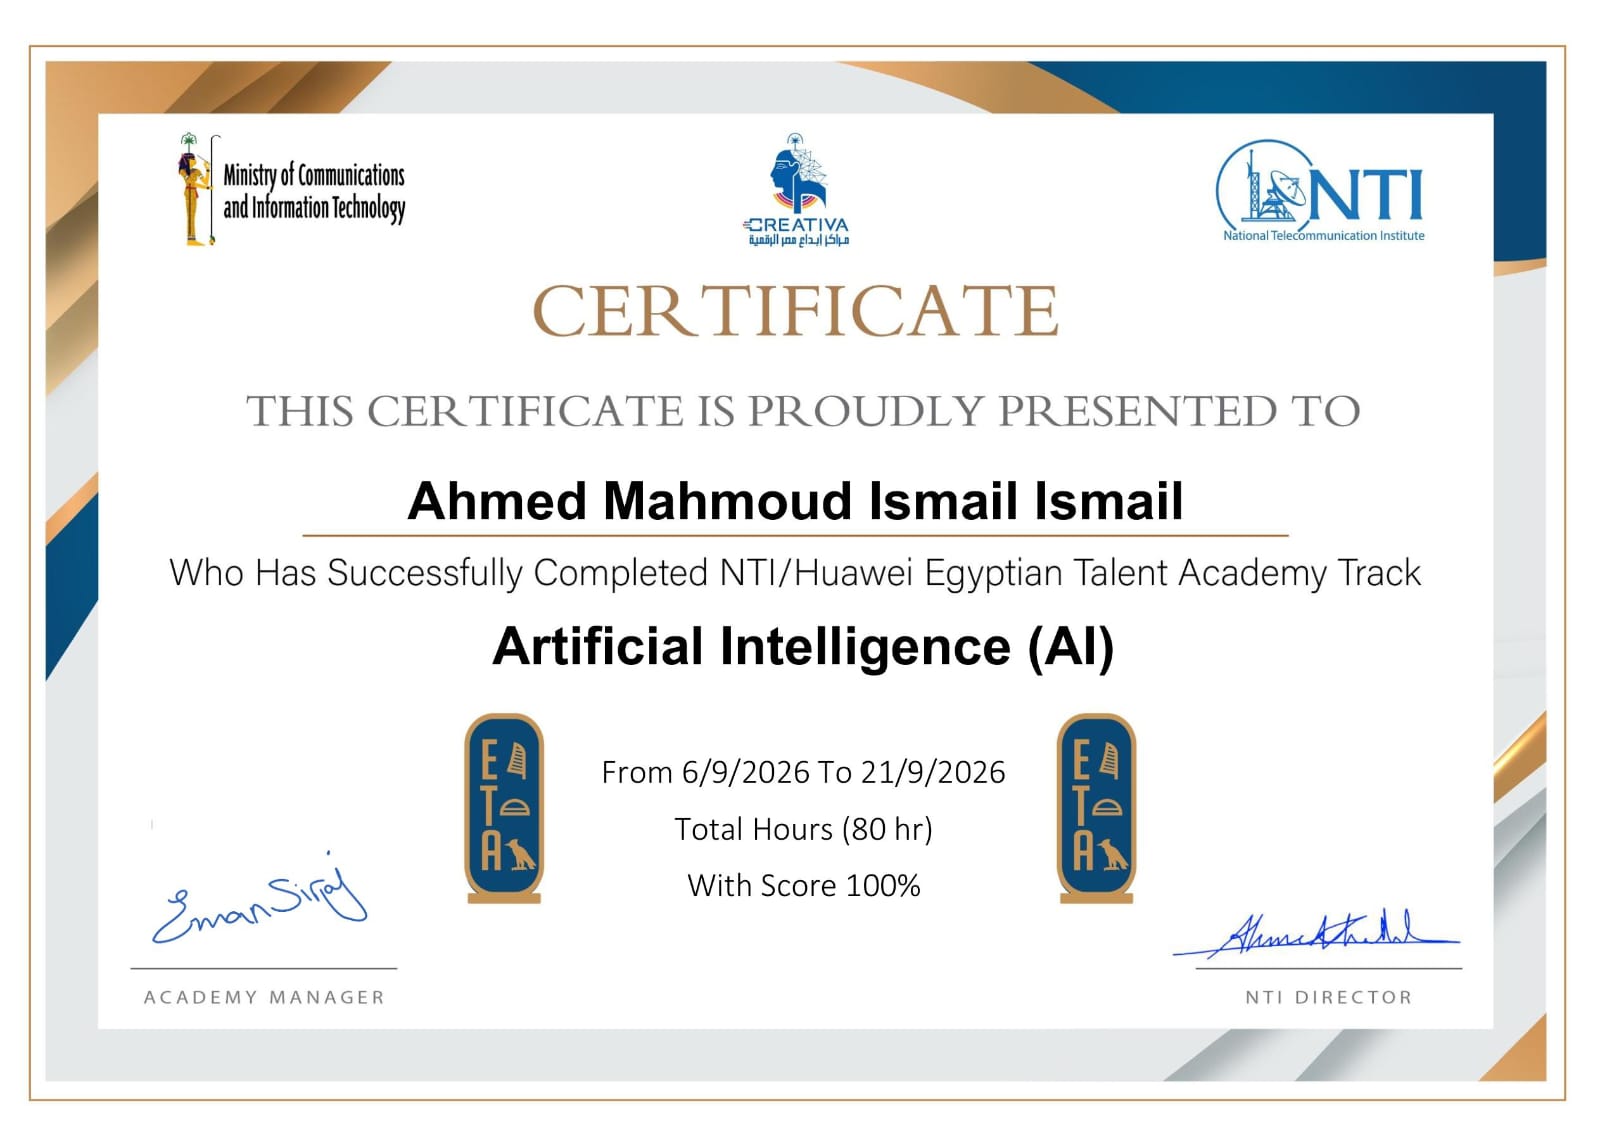 Ministry of Communications
and Information Technology
CREATIVA
مراكز إبداع مصر الرقمية
NTI
National Telecommunication Institute
CERTIFICATE
THIS CERTIFICATE IS PROUDLY PRESENTED TO
Ahmed Mahmoud Ismail Ismail
Who Has Successfully Completed NTI/Huawei Egyptian Talent Academy Track
Artificial Intelligence (AI)
ETA
From 6/9/2026 To 21/9/2026
Total Hours (80 hr)
With Score 100%
ETA
Eman Siraj
ACADEMY MANAGER
NTI DIRECTOR